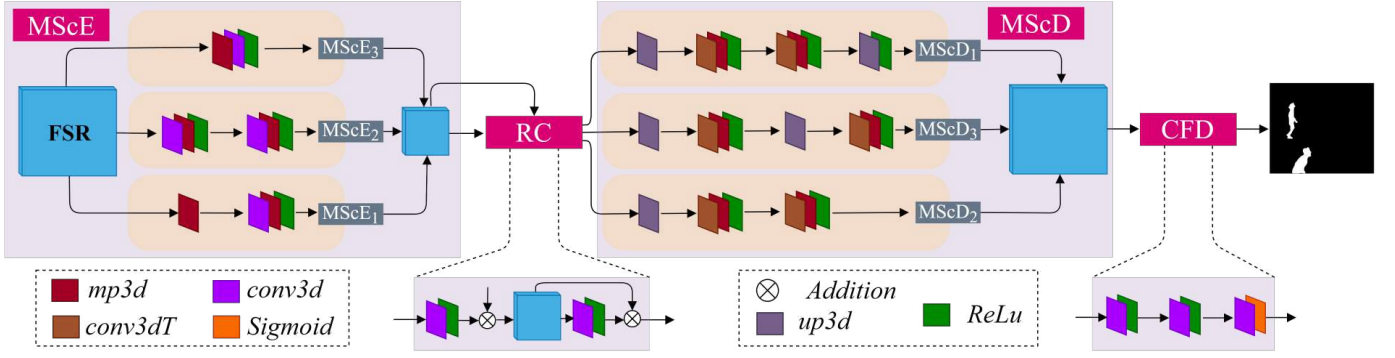 MScE
MScD
FSR
MScE3
MScE2
MScE1
RC
MScD1
MScD3
MScD2
CFD
mp3d
conv3d
conv3dT
Sigmoid
Addition
up3d
ReLu